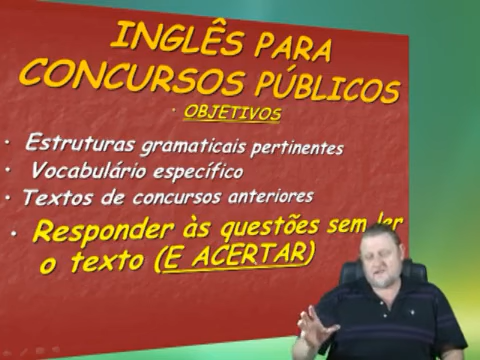 INGLÊS PARA
CONCURSOS PÚBLICOS
• OBJETIVOS
• Estruturas gramaticais pertinentes
• Vocabulário específico
• Textos de concursos anteriores
• Responder às questões sem ler
o texto (E ACERTAR)